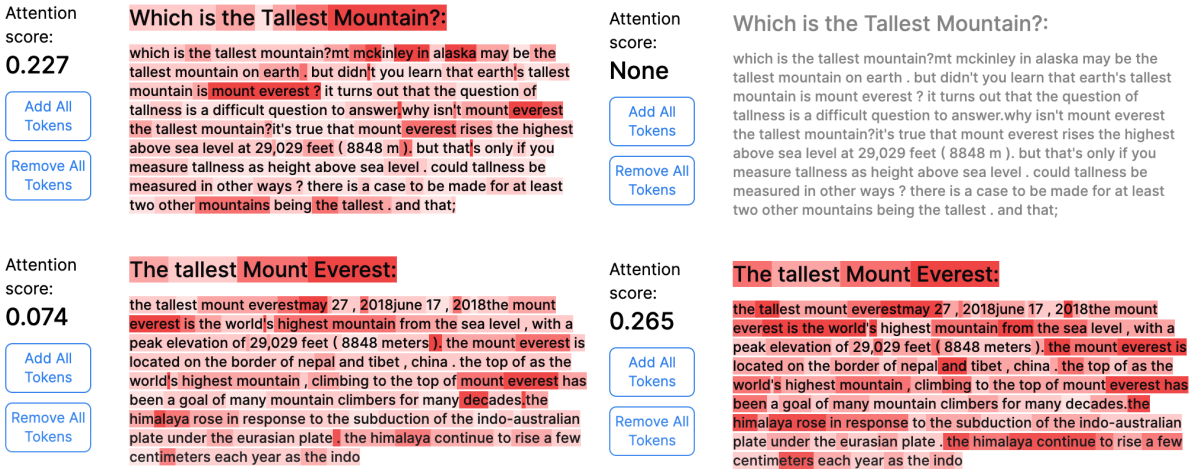 Attention
score:
0.227
Add All
Tokens
Remove All
Tokens
Which is the Tallest Mountain?:
which is the tallest mountain?mt mckinley in alaska may be the
tallest mountain on earth . but didn't you learn that earth's tallest
mountain is mount everest ? it turns out that the question of
tallness is a difficult question to answer.why isn't mount everest
the tallest mountain?it's true that mount everest rises the highest
above sea level at 29,029 feet ( 8848 m ). but that's only if you
measure tallness as height above sea level . could tallness be
measured in other ways ? there is a case to be made for at least
two other mountains being the tallest . and that;
Attention
score:
None
Add All
Tokens
Remove All
Tokens
Which is the Tallest Mountain?:
which is the tallest mountain?mt mckinley in alaska may be the
tallest mountain on earth . but didn't you learn that earth's tallest
mountain is mount everest ? it turns out that the question of
tallness is a difficult question to answer.why isn't mount everest
the tallest mountain?it's true that mount everest rises the highest
above sea level at 29,029 feet ( 8848 m ). but that's only if you
measure tallness as height above sea level . could tallness be
measured in other ways ? there is a case to be made for at least
two other mountains being the tallest . and that;
Attention
score:
0.074
Add All
Tokens
Remove All
Tokens
The tallest Mount Everest:
the tallest mount everestmay 27 , 2018june 17 , 2018the mount
everest is the world's highest mountain from the sea level , with a
peak elevation of 29,029 feet ( 8848 meters ). the mount everest is
located on the border of nepal and tibet , china . the top of as the
world's highest mountain , climbing to the top of mount everest has
been a goal of many mountain climbers for many decades.the
himalaya rose in response to the subduction of the indo-australian
plate under the eurasian plate . the himalaya continue to rise a few
centimeters each year as the indo
Attention
score:
0.265
Add All
Tokens
Remove All
Tokens
The tallest Mount Everest:
the tallest mount everestmay 27 , 2018june 17 , 2018the mount
everest is the world's highest mountain from the sea level , with a
peak elevation of 29,029 feet ( 8848 meters ). the mount everest is
located on the border of nepal and tibet , china . the top of as the
world's highest mountain , climbing to the top of mount everest has
been a goal of many mountain climbers for many decades.the
himalaya rose in response to the subduction of the indo-australian
plate under the eurasian plate . the himalaya continue to rise a few
centimeters each year as the indo